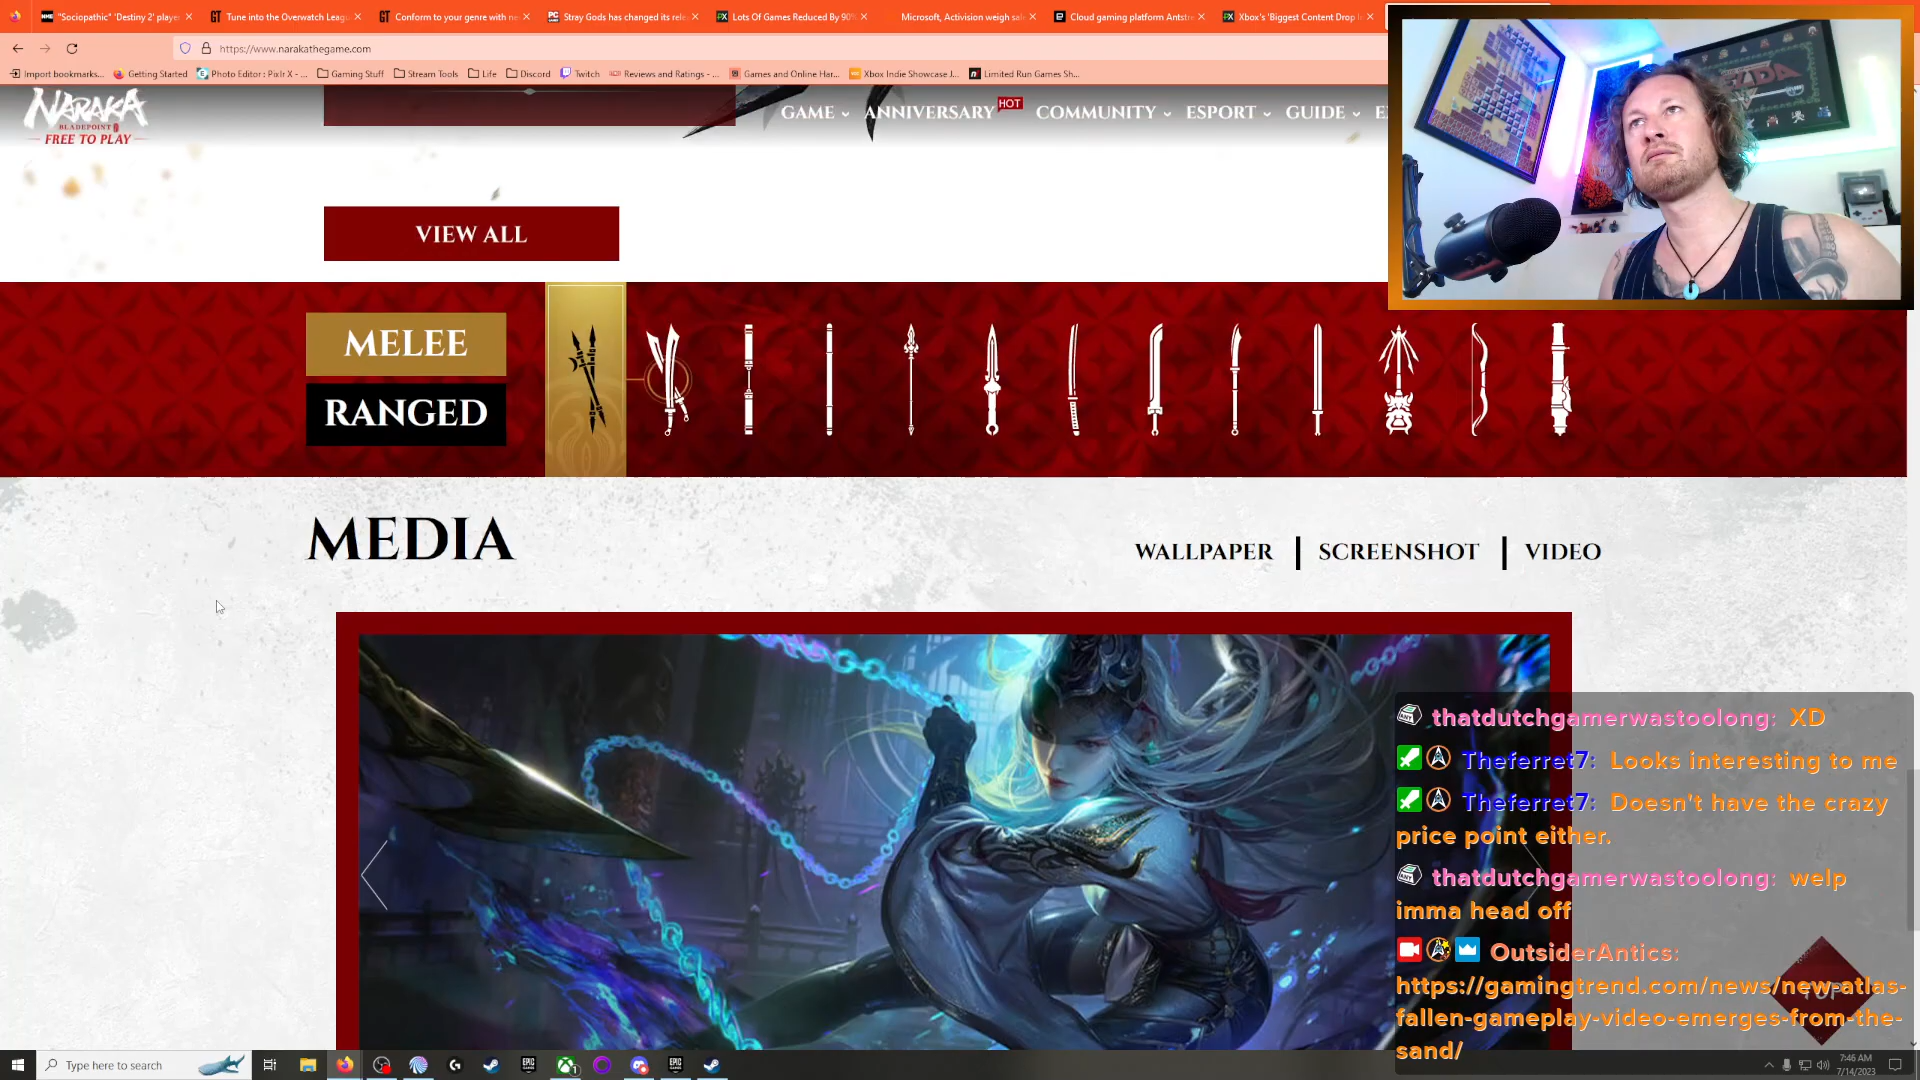 "Sociopathic" 'Destiny 2' player
Tune into the Overwatch Leagu
Conform to your genre with ne
Stray Gods has changed its rele
Lots Of Games Reduced By 90%
Microsoft, Activision weigh sal
Cloud gaming platform Antstre
Xbox's 'Biggest Content Drop I
https://www.narakathegame.com
Import bookmarks...
Getting Started
Photo Editor : Pixlr X - ...
Gaming Stuff
Stream Tools
Life
Discord
Twitch
Reviews and Ratings - ...
Games and Online Har...
Xbox Indie Showcase J...
Limited Run Games Sh...
NARAKA
BLADEPOINT
FREE TO PLAY
GAME
ANNIVERSARY
HOT
COMMUNITY
ESPORT
GUIDE
VIEW ALL
MELEE
RANGED
MEDIA
WALLPAPER
SCREENSHOT
VIDEO
thatdutchgamerwastoolong: XD
Theferret7: Looks interesting to me
Theferret7: Doesn't have the crazy
price point either.
thatdutchgamerwastoolong: welp
imma head off
OutsiderAntics:
https://gamingtrend.com/news/new-atlas-
fallen-gameplay-video-emerges-from-the-
sand/
TOP
Type here to search
7:46 AM
7/14/2023